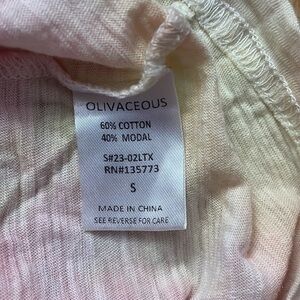 OLIVACEOUS
60% COTTON
40% MODAL
S#23-02LTX
RN#135773
S
MADE IN CHINA
SEE REVERSE FOR CARE